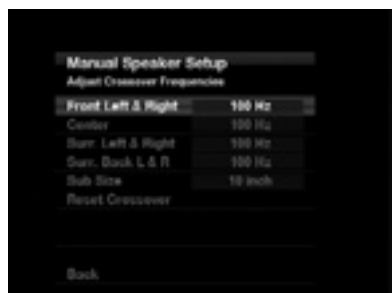 Manual Speaker Setup
Adjust Crossover Frequencies
Front Left & Right 100 Hz
Center 100 Hz
Surr. Left & Right 100 Hz
Surr. Back L & R 100 Hz
Sub Size 10 inch
Reset Crossover
Back